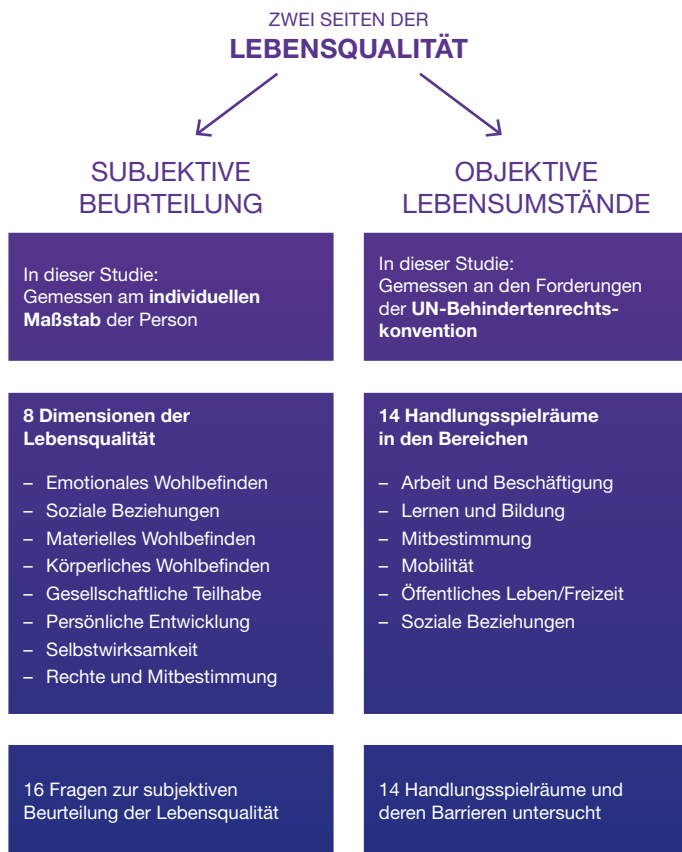 ZWEI SEITEN DER
LEBENSQUALITÄT
SUBJEKTIVE
BEURTEILUNG
In dieser Studie:
Gemessen am individuellen
Maßstab der Person
8 Dimensionen der
Lebensqualität
– Emotionales Wohlbefinden
– Soziale Beziehungen
– Materielles Wohlbefinden
– Körperliches Wohlbefinden
– Gesellschaftliche Teilhabe
– Persönliche Entwicklung
– Selbstwirksamkeit
– Rechte und Mitbestimmung
16 Fragen zur subjektiven
Beurteilung der Lebensqualität
OBJEKTIVE
LEBENSUMSTÄNDE
In dieser Studie:
Gemessen an den Forderungen
der UN-Behindertenrechts-
konvention
14 Handlungsspielräume
in den Bereichen
– Arbeit und Beschäftigung
– Lernen und Bildung
– Mitbestimmung
– Mobilität
– Öffentliches Leben/Freizeit
– Soziale Beziehungen
14 Handlungsspielräume und
deren Barrieren untersucht